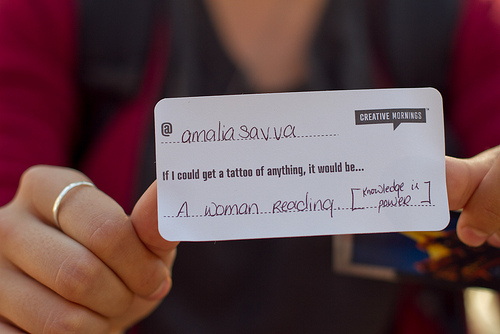 CREATIVE MORNINGS
@ amaliasavva
If I could get a tattoo of anything, it would be...
A woman Reading [knowledge is
power]